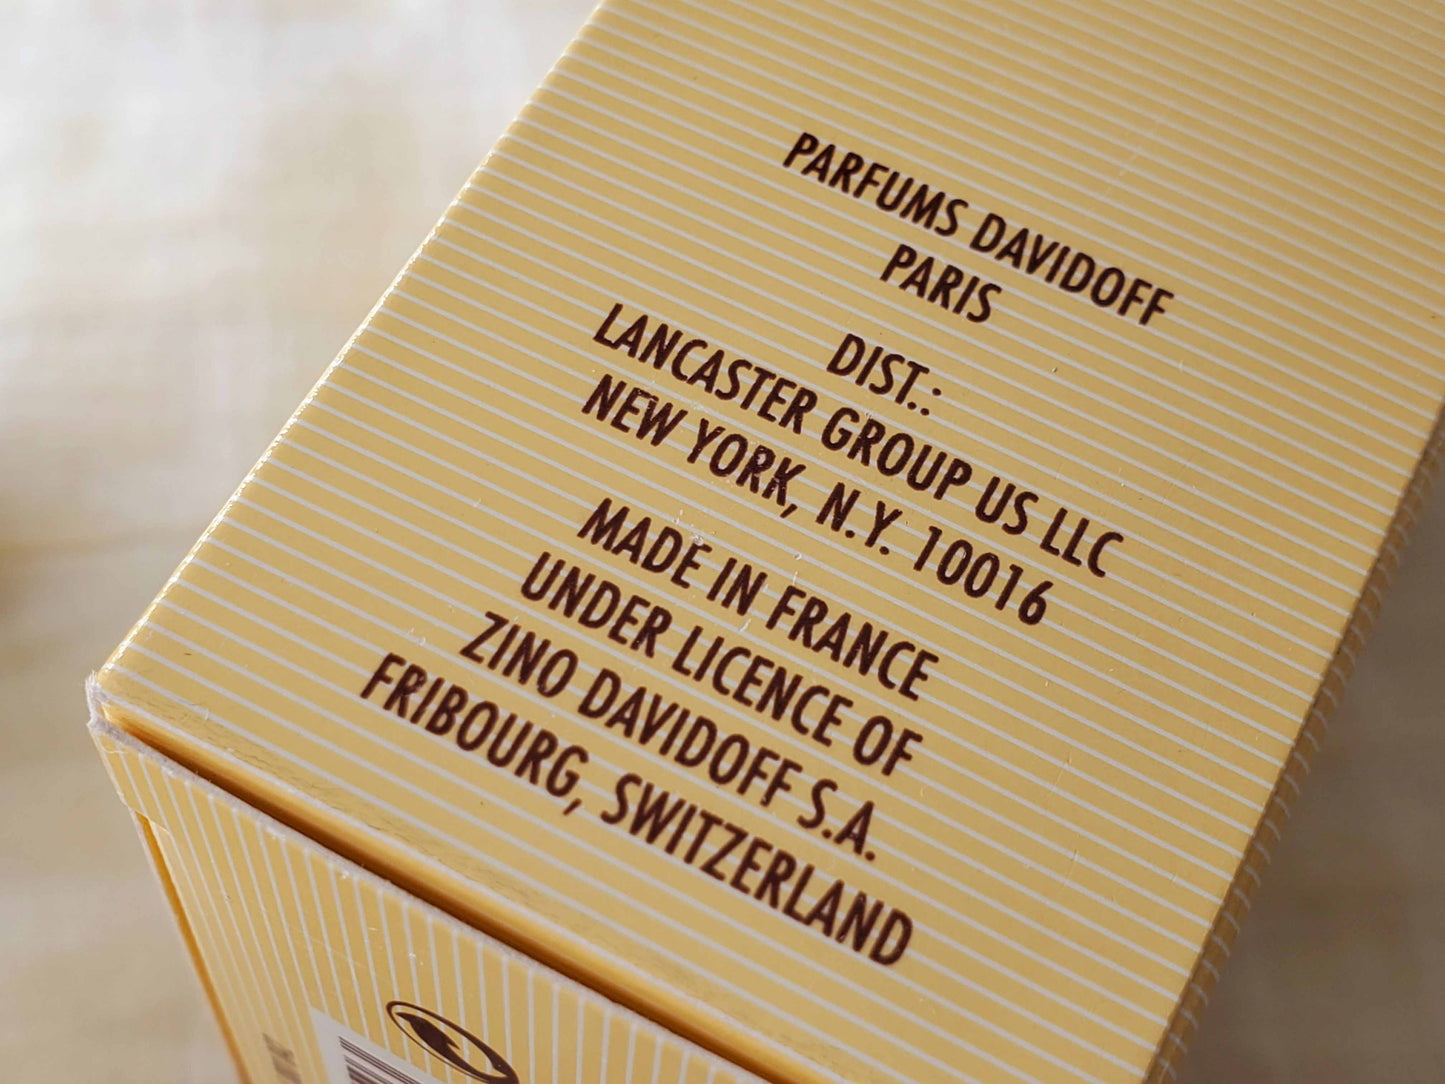 PARFUMS DAVIDOFF
PARIS
DIST.:
LANCASTER GROUP US LLC
NEW YORK, N.Y. 10016
MADE IN FRANCE
UNDER LICENCE OF
ZINO DAVIDOFF S.A.
FRIBOURG, SWITZERLAND